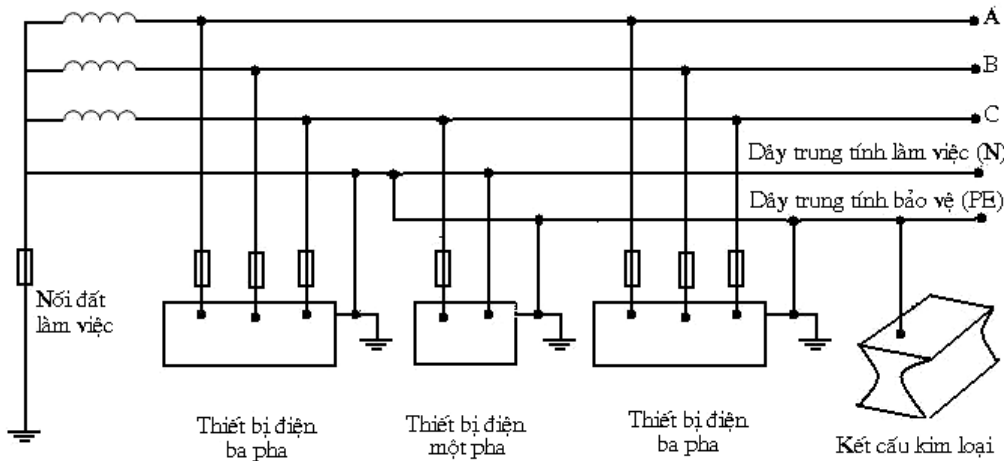 A
B
C
Dây trung tính làm việc (N)
Dây trung tính bảo vệ (PE)
Nối đất
làm việc
Thiết bị điện
ba pha
Thiết bị điện
một pha
Thiết bị điện
ba pha
Kết cấu kim loại